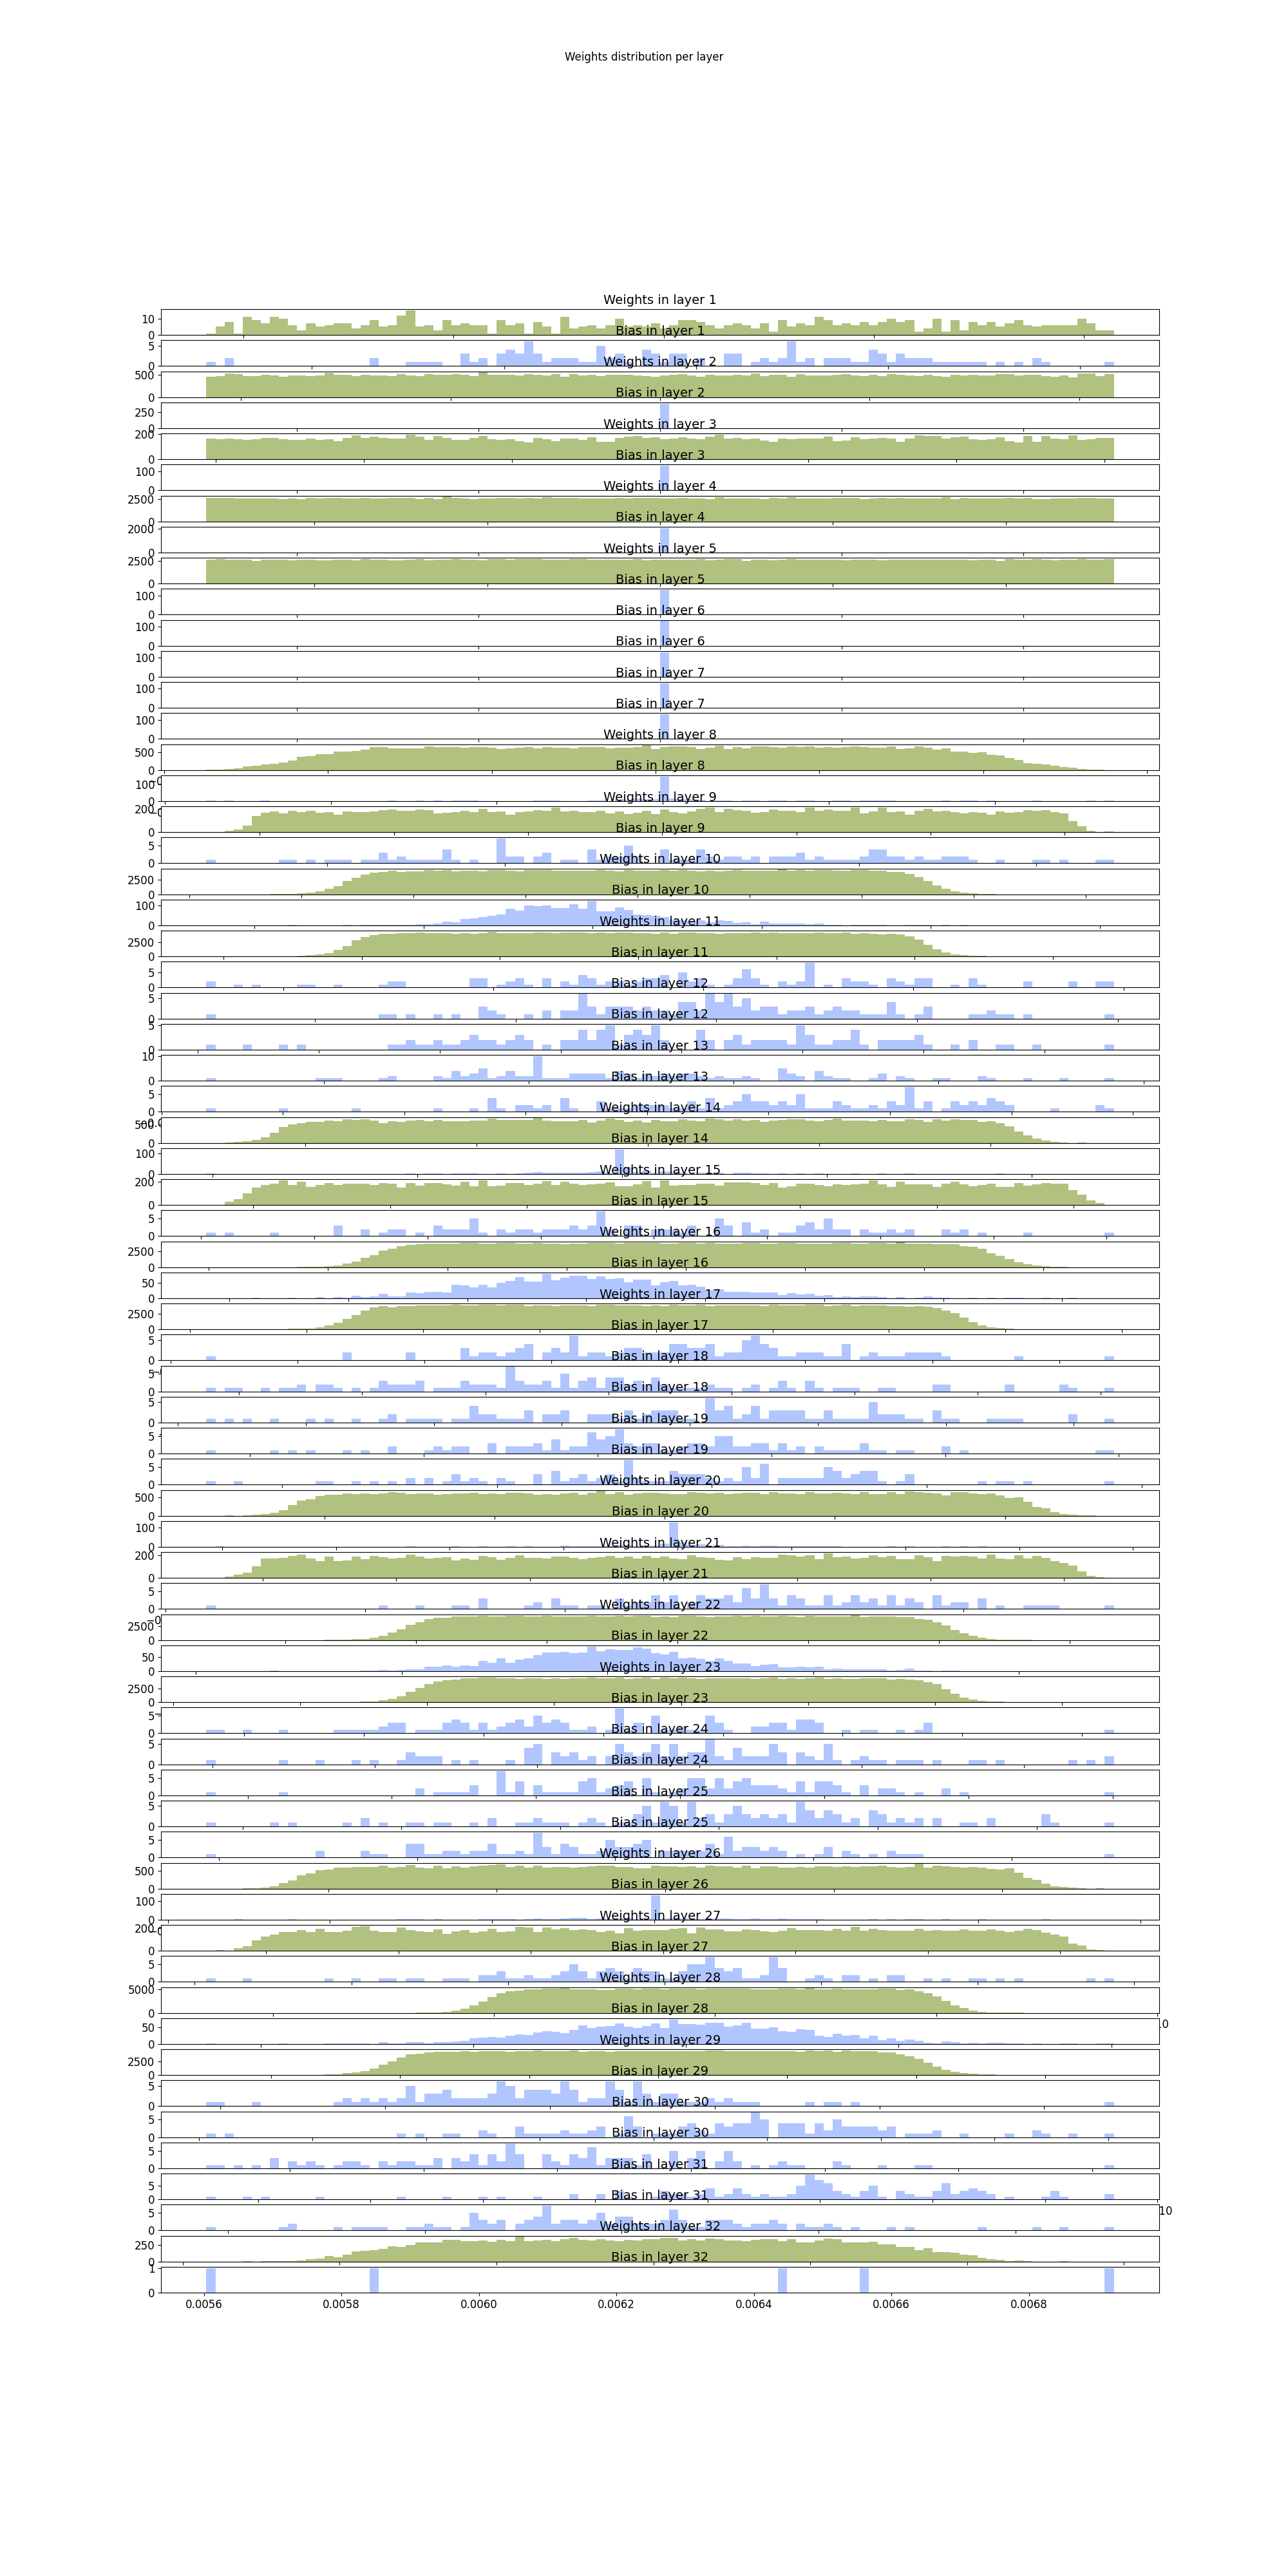 Weights distribution per layer
Weights in layer 1
10
0
Bias in layer 1
5
0
Weights in layer 2
500
0
Bias in layer 2
250
0
Weights in layer 3
200
0
Bias in layer 3
100
0
Weights in layer 4
2500
0
Bias in layer 4
2000
0
Weights in layer 5
2500
0
Bias in layer 5
100
0
Bias in layer 6
100
0
Bias in layer 6
100
0
Bias in layer 7
100
0
Bias in layer 7
100
0
Weights in layer 8
500
0
Bias in layer 8
100
0
Weights in layer 9
200
0
Bias in layer 9
5
0
Weights in layer 10
2500
0
Bias in layer 10
100
0
Weights in layer 11
2500
0
Bias in layer 11
5
0
Bias in layer 12
5
0
Bias in layer 12
5
0
Bias in layer 13
10
0
Bias in layer 13
5
0
Weights in layer 14
500
0
Bias in layer 14
100
0
Weights in layer 15
200
0
Bias in layer 15
5
0
Weights in layer 16
2500
0
Bias in layer 16
50
0
Weights in layer 17
2500
0
Bias in layer 17
5
0
Bias in layer 18
5
0
Bias in layer 18
5
0
Bias in layer 19
5
0
Bias in layer 19
5
0
Weights in layer 20
500
0
Bias in layer 20
100
0
Weights in layer 21
200
0
Bias in layer 21
5
0
Weights in layer 22
2500
0
Bias in layer 22
50
0
Weights in layer 23
2500
0
Bias in layer 23
5
0
Bias in layer 24
5
0
Bias in layer 24
5
0
Bias in layer 25
5
0
Bias in layer 25
5
0
Weights in layer 26
500
0
Bias in layer 26
100
0
Weights in layer 27
200
0
Bias in layer 27
5
0
Weights in layer 28
5000
0
Bias in layer 28
50
0
Weights in layer 29
2500
0
Bias in layer 29
5
0
Bias in layer 30
5
0
Bias in layer 30
5
0
Bias in layer 31
5
0
Bias in layer 31
5
0
Weights in layer 32
250
0
Bias in layer 32
1
0
0.0056 0.0058 0.0060 0.0062 0.0064 0.0066 0.0068